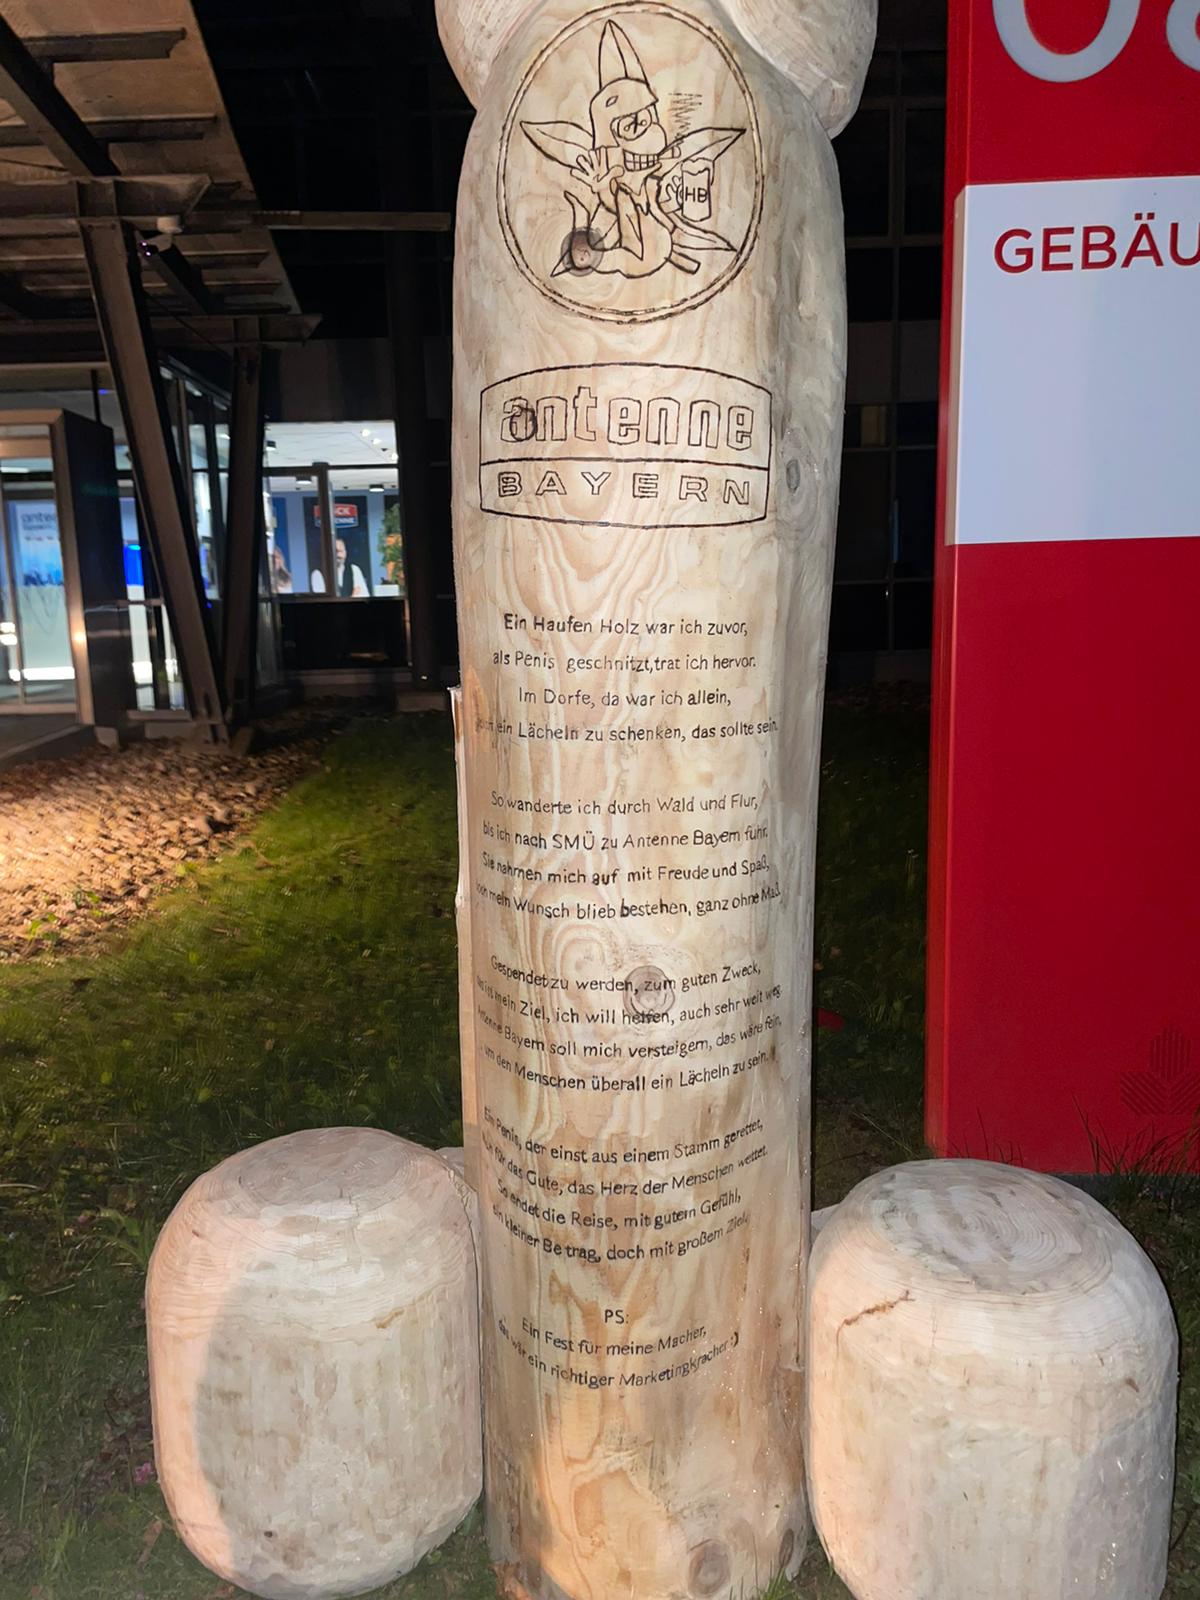 HB
antenne
BAYERN
GEBÄU
Ein Haufen Holz war ich zuvor,
als Penis geschnitzt, trat ich hervor.
Im Dorfe, da war ich allein,
ein Lächeln zu schenken, das sollte sein.
So wanderte ich durch Wald und Flur,
bis ich nach SMÜ zu Antenne Bayern fuhr.
Sie nahmen mich auf mit Freude und Spaß,
doch mein Wunsch blieb bestehen, ganz ohne Maß.
Gespendet zu werden, zum guten Zweck,
das ist mein Ziel, ich will helfen, auch sehr weit weg.
Antenne Bayern soll mich versteigern, das wäre fein,
um den Menschen überall ein Lächeln zu sein.
Ein Penis, der einst aus einem Stamm gerettet,
für das Gute, das Herz der Menschen wettet.
So endet die Reise, mit gutem Gefühl,
ein kleiner Betrag, doch mit großem Ziel.
PS:
Ein Fest für meine Macher,
das wär ein richtiger Marketingkracher :)